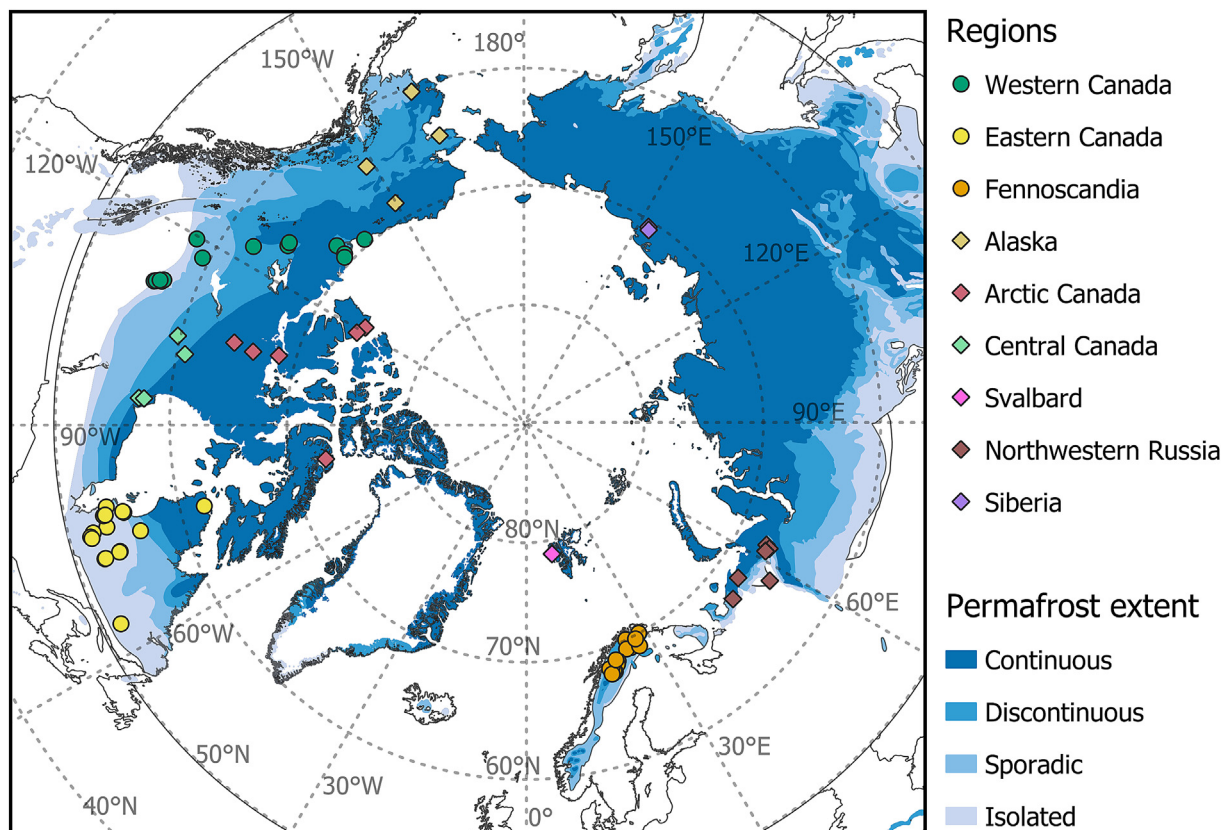 180°
150°W
120°W
150°E
120°E
90°W
90°E
80°N
60°W
60°E
70°N
50°N
30°W
60°N
30°E
40°N
0°
Regions
Western Canada
Eastern Canada
Fennoscandia
Alaska
Arctic Canada
Central Canada
Svalbard
Northwestern Russia
Siberia
Permafrost extent
Continuous
Discontinuous
Sporadic
Isolated